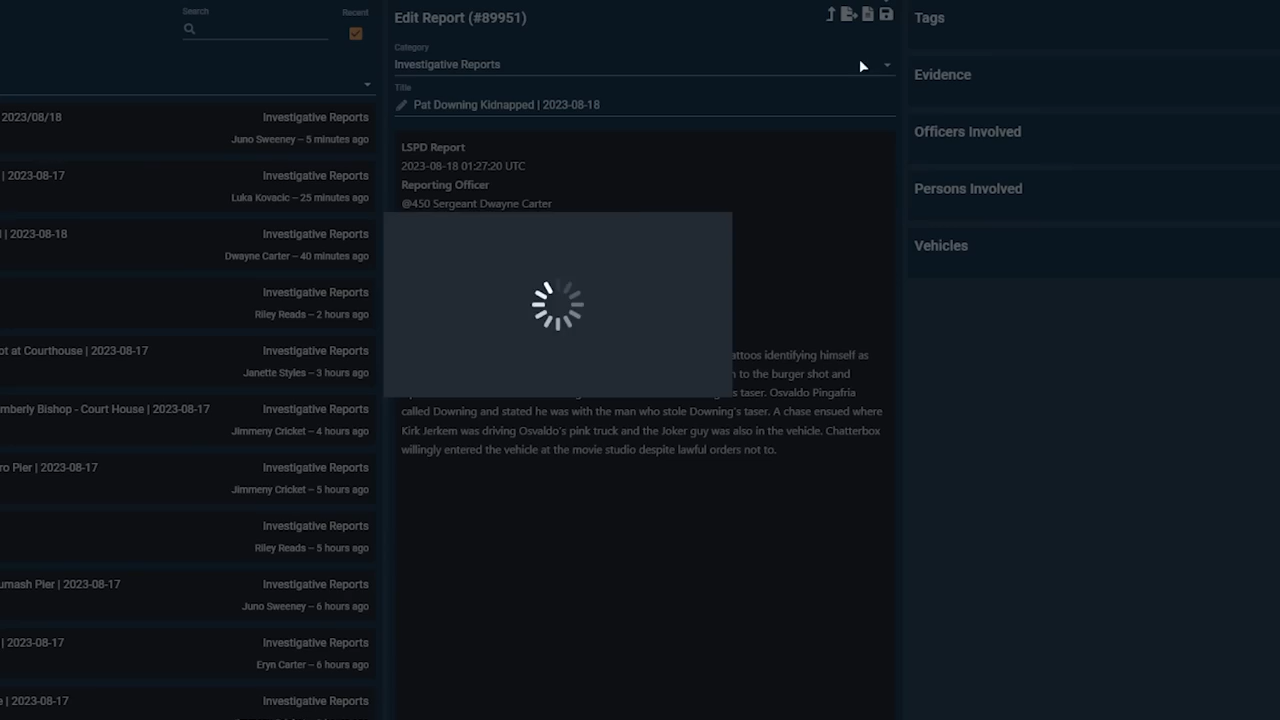 Search
Recent
2023/08/18
Investigative Reports
Juno Sweeney – 5 minutes ago
| 2023-08-17
Investigative Reports
Luka Kovacic – 25 minutes ago
| 2023-08-18
Investigative Reports
Dwayne Carter – 40 minutes ago
Investigative Reports
Riley Reads – 2 hours ago
ot at Courthouse | 2023-08-17
Investigative Reports
Janette Styles – 3 hours ago
mberly Bishop - Court House | 2023-08-17
Investigative Reports
Jimmeny Cricket – 4 hours ago
ro Pier | 2023-08-17
Investigative Reports
Jimmeny Cricket – 5 hours ago
Investigative Reports
Riley Reads – 5 hours ago
umash Pier | 2023-08-17
Investigative Reports
Juno Sweeney – 6 hours ago
| 2023-08-17
Investigative Reports
Eryn Carter – 6 hours ago
e | 2023-08-17
Investigative Reports
Edit Report (#89951)
Category
Investigative Reports
Title
Pat Downing Kidnapped | 2023-08-18
LSPD Report
2023-08-18 01:27:20 UTC
Reporting Officer
@450 Sergeant Dwayne Carter
attoos identifying himself as
n to the burger shot and
s taser. Osvaldo Pingafria
called Downing and stated he was with the man who stole Downing's taser. A chase ensued where
Kirk Jerkem was driving Osvaldo's pink truck and the Joker guy was also in the vehicle. Chatterbox
willingly entered the vehicle at the movie studio despite lawful orders not to.
Tags
Evidence
Officers Involved
Persons Involved
Vehicles